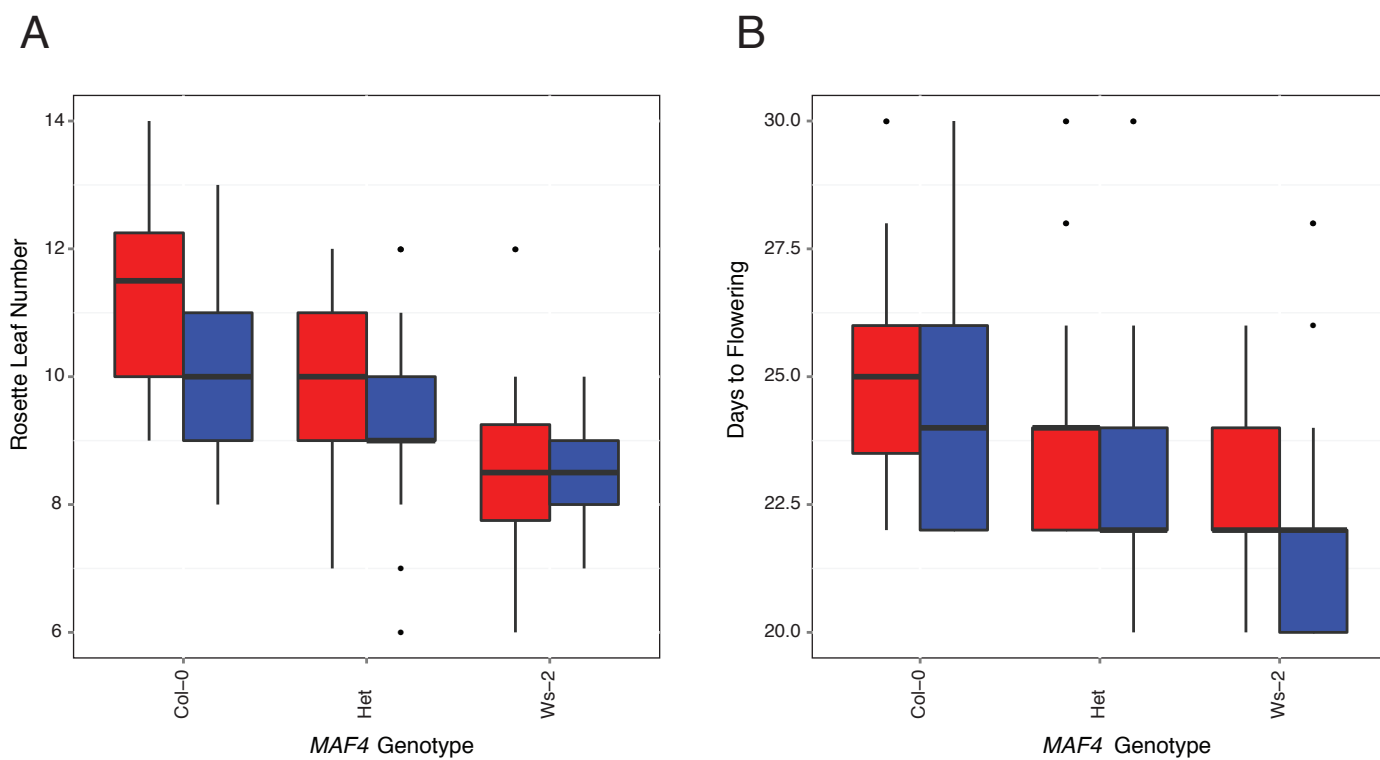 A
Rosette Leaf Number
14
12
10
8
6
Col–0
Het
Ws–2
MAF4 Genotype
B
Days to Flowering
30.0
27.5
25.0
22.5
20.0
Col–0
Het
Ws–2
MAF4 Genotype